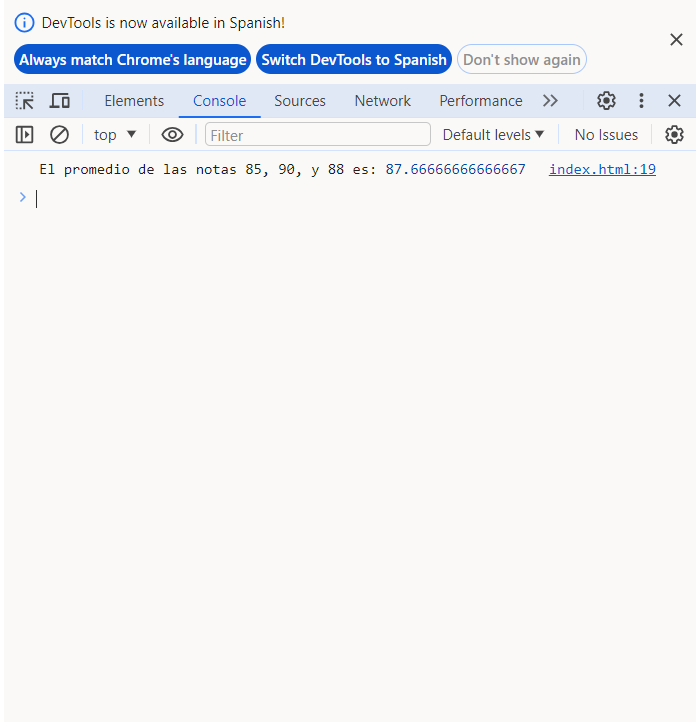 DevTools is now available in Spanish!
Always match Chrome's language Switch DevTools to Spanish Don't show again
Elements Console Sources Network Performance
top Filter Default levels No Issues
El promedio de las notas 85, 90, y 88 es: 87.66666666666667 index.html:19